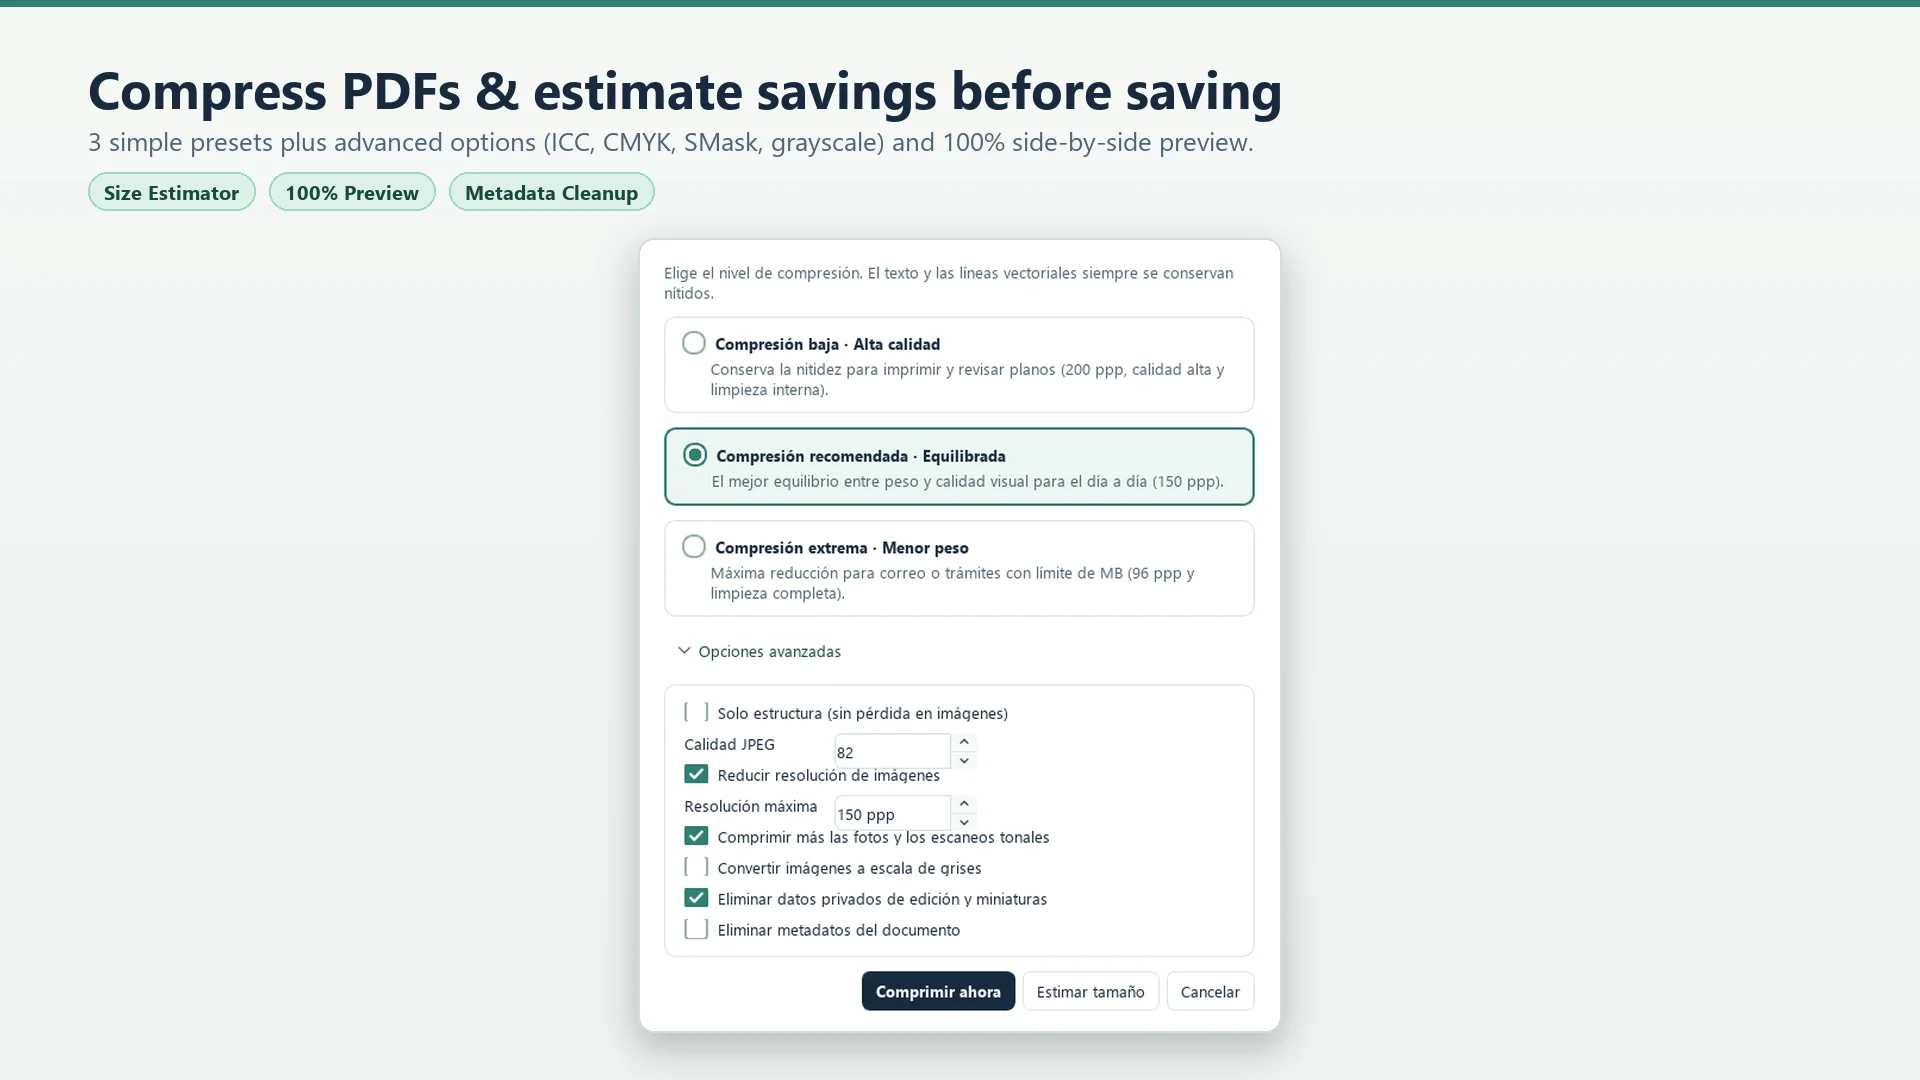 Compress PDFs & estimate savings before saving
3 simple presets plus advanced options (ICC, CMYK, SMask, grayscale) and 100% side-by-side preview.
Size Estimator
100% Preview
Metadata Cleanup
Elige el nivel de compresión. El texto y las líneas vectoriales siempre se conservan
nítidos.
Compresión baja · Alta calidad
Conserva la nitidez para imprimir y revisar planos (200 ppp, calidad alta y
limpieza interna).
Compresión recomendada · Equilibrada
El mejor equilibrio entre peso y calidad visual para el día a día (150 ppp).
Compresión extrema · Menor peso
Máxima reducción para correo o trámites con límite de MB (96 ppp y
limpieza completa).
Opciones avanzadas
Solo estructura (sin pérdida en imágenes)
Calidad JPEG 82
Reducir resolución de imágenes
Resolución máxima 150 ppp
Comprimir más las fotos y los escaneos tonales
Convertir imágenes a escala de grises
Eliminar datos privados de edición y miniaturas
Eliminar metadatos del documento
Comprimir ahora
Estimar tamaño
Cancelar